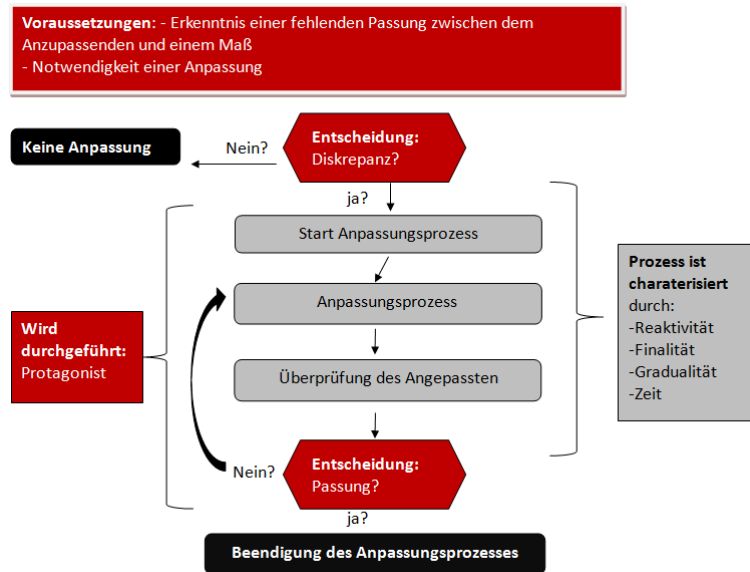 Voraussetzungen: - Erkenntnis einer fehlenden Passung zwischen dem
Anzupassenden und einem Maß
- Notwendigkeit einer Anpassung
Entscheidung:
Diskrepanz?
Keine Anpassung
Nein?
ja?
Start Anpassungsprozess
Anpassungsprozess
Überprüfung des Angepassten
Wird
durchgeführt:
Protagonist
Prozess ist
charaterisiert
durch:
-Reaktivität
-Finalität
-Gradualität
-Zeit
Nein?
Entscheidung:
Passung?
ja?
Beendigung des Anpassungsprozesses